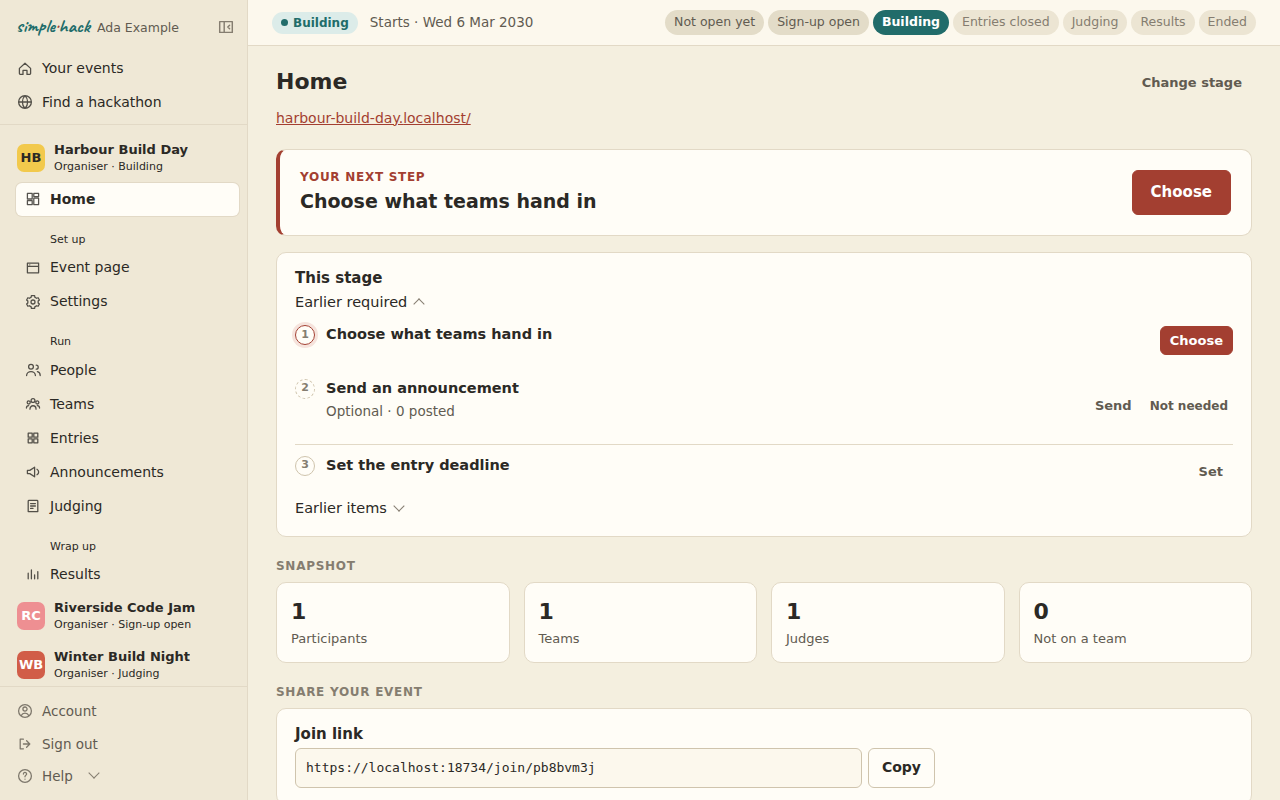 simple·hack Ada Example
Your events
Find a hackathon
HB
Harbour Build Day
Organiser · Building
Home
Set up
Event page
Settings
Run
People
Teams
Entries
Announcements
Judging
Wrap up
Results
RC
Riverside Code Jam
Organiser · Sign-up open
WB
Winter Build Night
Organiser · Judging
Account
Sign out
Help
Building
Starts · Wed 6 Mar 2030
Not open yet
Sign-up open
Building
Entries closed
Judging
Results
Ended
Home
Change stage
harbour-build-day.localhost/
YOUR NEXT STEP
Choose what teams hand in
Choose
This stage
Earlier required
1
Choose what teams hand in
Choose
2
Send an announcement
Optional · 0 posted
Send
Not needed
3
Set the entry deadline
Set
Earlier items
SNAPSHOT
1
Participants
1
Teams
1
Judges
0
Not on a team
SHARE YOUR EVENT
Join link
https://localhost:18734/join/pb8bvm3j
Copy